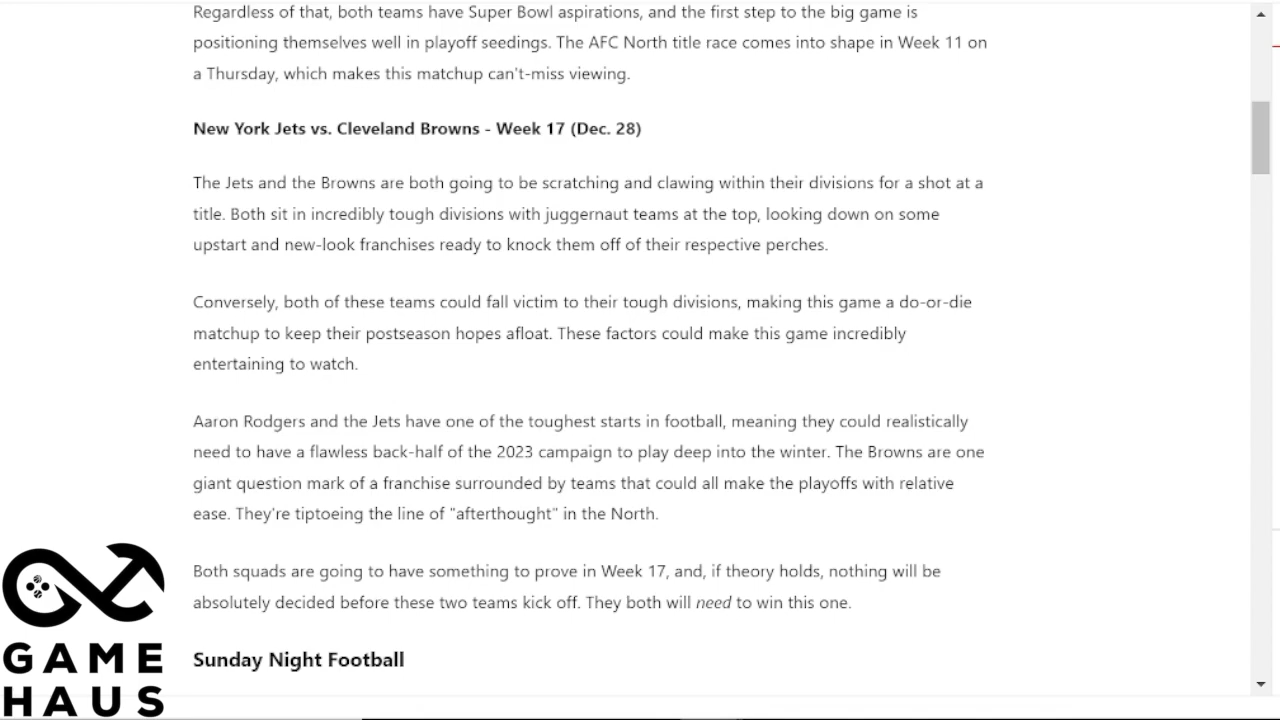 Regardless of that, both teams have Super Bowl aspirations, and the first step to the big game is
positioning themselves well in playoff seedings. The AFC North title race comes into shape in Week 11 on
a Thursday, which makes this matchup can't-miss viewing.
New York Jets vs. Cleveland Browns - Week 17 (Dec. 28)
The Jets and the Browns are both going to be scratching and clawing within their divisions for a shot at a
title. Both sit in incredibly tough divisions with juggernaut teams at the top, looking down on some
upstart and new-look franchises ready to knock them off of their respective perches.
Conversely, both of these teams could fall victim to their tough divisions, making this game a do-or-die
matchup to keep their postseason hopes afloat. These factors could make this game incredibly
entertaining to watch.
Aaron Rodgers and the Jets have one of the toughest starts in football, meaning they could realistically
need to have a flawless back-half of the 2023 campaign to play deep into the winter. The Browns are one
giant question mark of a franchise surrounded by teams that could all make the playoffs with relative
ease. They're tiptoeing the line of "afterthought" in the North.
Both squads are going to have something to prove in Week 17, and, if theory holds, nothing will be
absolutely decided before these two teams kick off. They both will need to win this one.
Sunday Night Football
GAME
HAUS